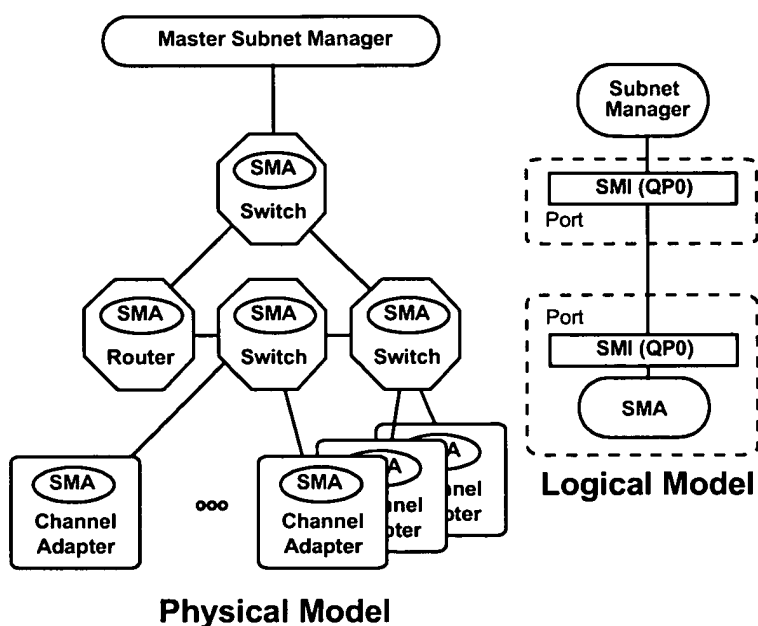 Master Subnet Manager
SMA
Switch
SMA
Router
SMA
Switch
SMA
Switch
SMA
Channel
Adapter
ooo
SMA
Channel
Adapter
Subnet
Manager
SMI (QP0)
Port
Port
SMI (QP0)
SMA
Logical Model
Physical Model